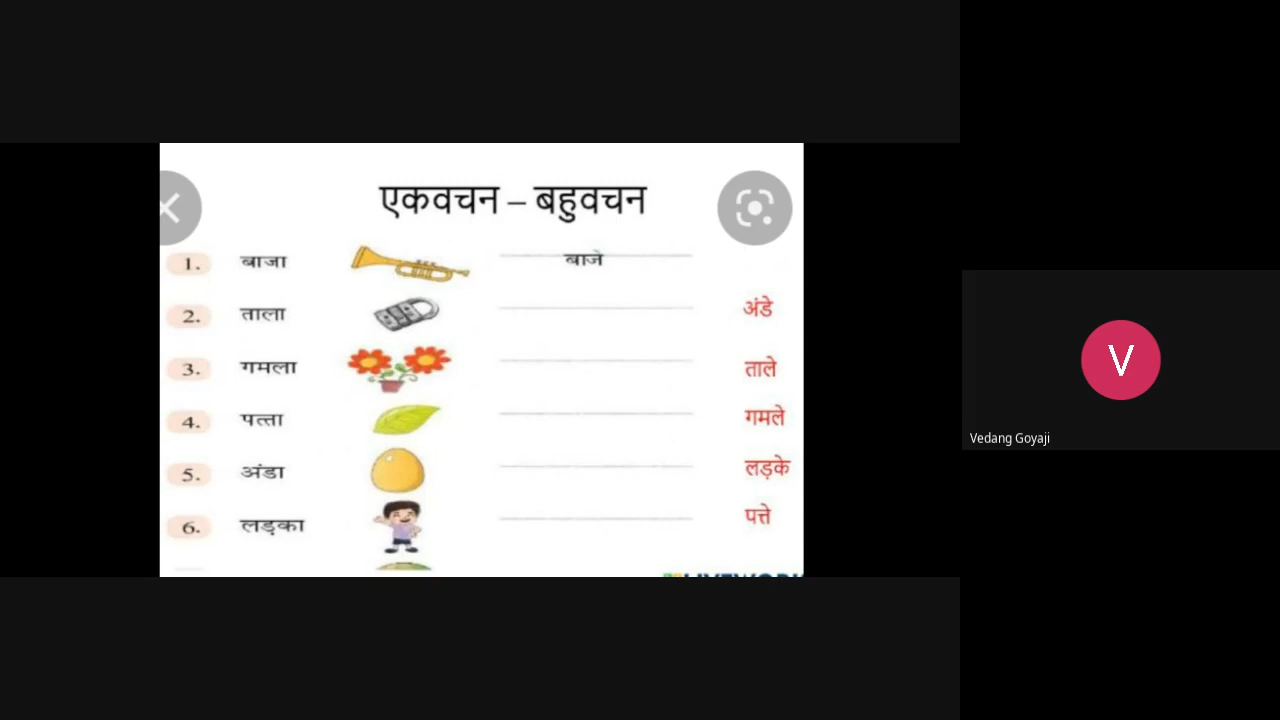 एकवचन – बहुवचन
1. बाजा बाजे
2. ताला अंडे
3. गमला ताले
4. पत्ता गमले
5. अंडा लड़के
6. लड़का पत्ते
V
Vedang Goyaji